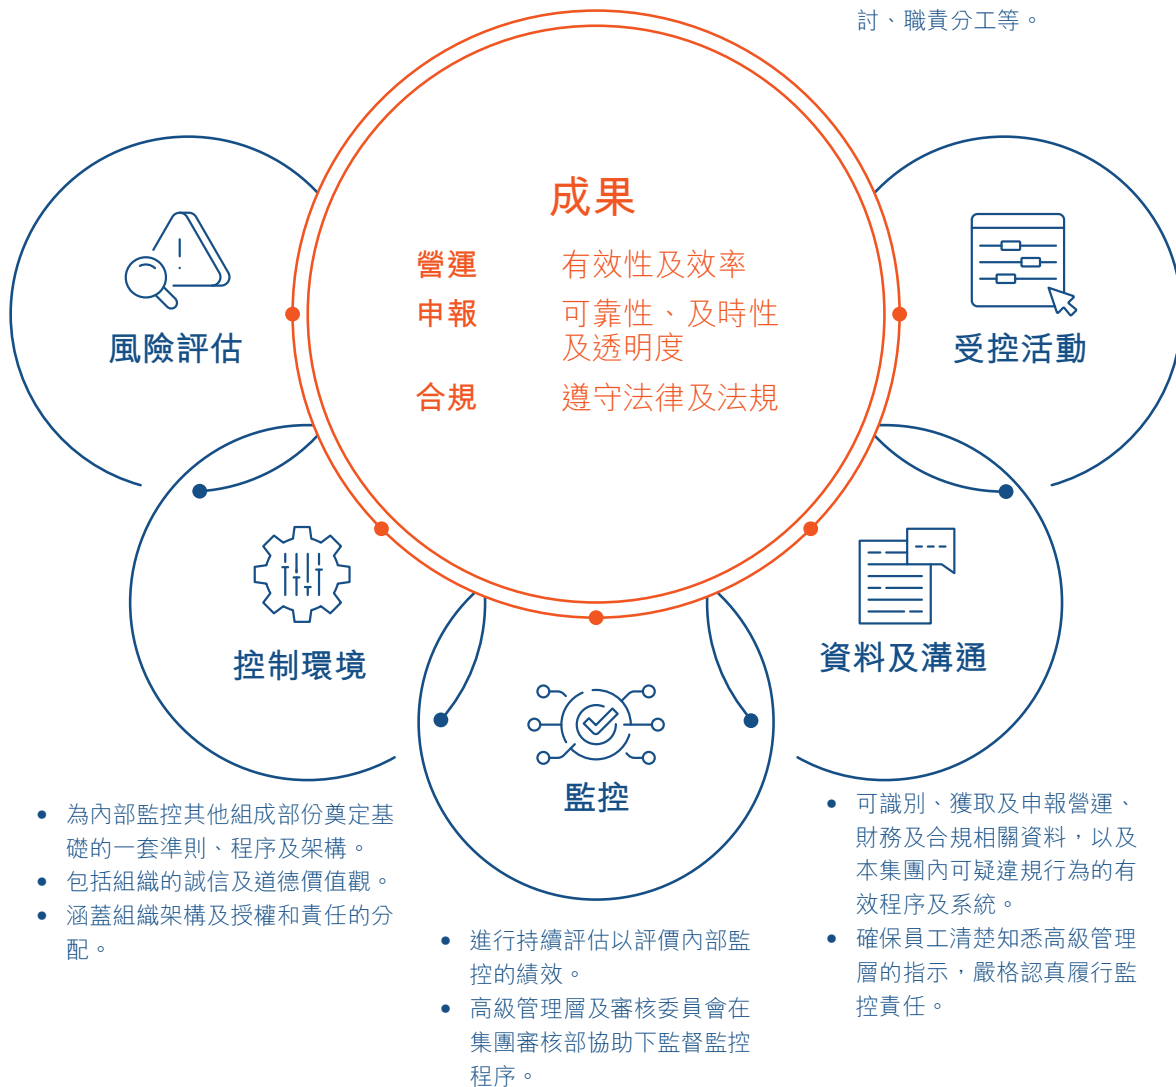 討、職責分工等。
成果
營運 有效性及效率
申報 可靠性、及時性
及透明度
合規 遵守法律及法規
風險評估
受控活動
控制環境
資料及溝通
監控
• 為內部監控其他組成部份奠定基
礎的一套準則、程序及架構。
• 包括組織的誠信及道德價值觀。
• 涵蓋組織架構及授權和責任的分
配。
• 進行持續評估以評價內部監
控的績效。
• 高級管理層及審核委員會在
集團審核部協助下監督監控
程序。
• 可識別、獲取及申報營運、
財務及合規相關資料，以及
本集團內可疑違規行為的有
效程序及系統。
• 確保員工清楚知悉高級管理
層的指示，嚴格認真履行監
控責任。